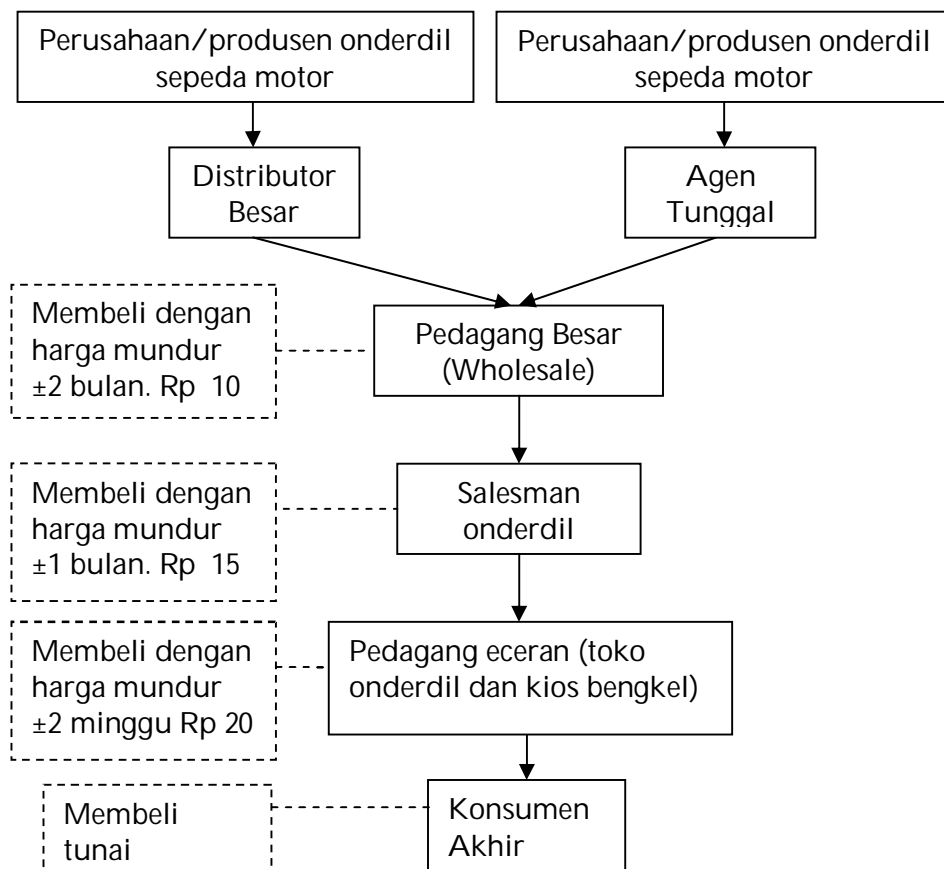 Perusahaan/produsen onderdil
sepeda motor
Perusahaan/produsen onderdil
sepeda motor
Distributor
Besar
Agen
Tunggal
Membeli dengan
harga mundur
±2 bulan. Rp 10
Pedagang Besar
(Wholesale)
Membeli dengan
harga mundur
±1 bulan. Rp 15
Salesman
onderdil
Membeli dengan
harga mundur
±2 minggu Rp 20
Pedagang eceran (toko
onderdil dan kios bengkel)
Membeli
tunai
Konsumen
Akhir